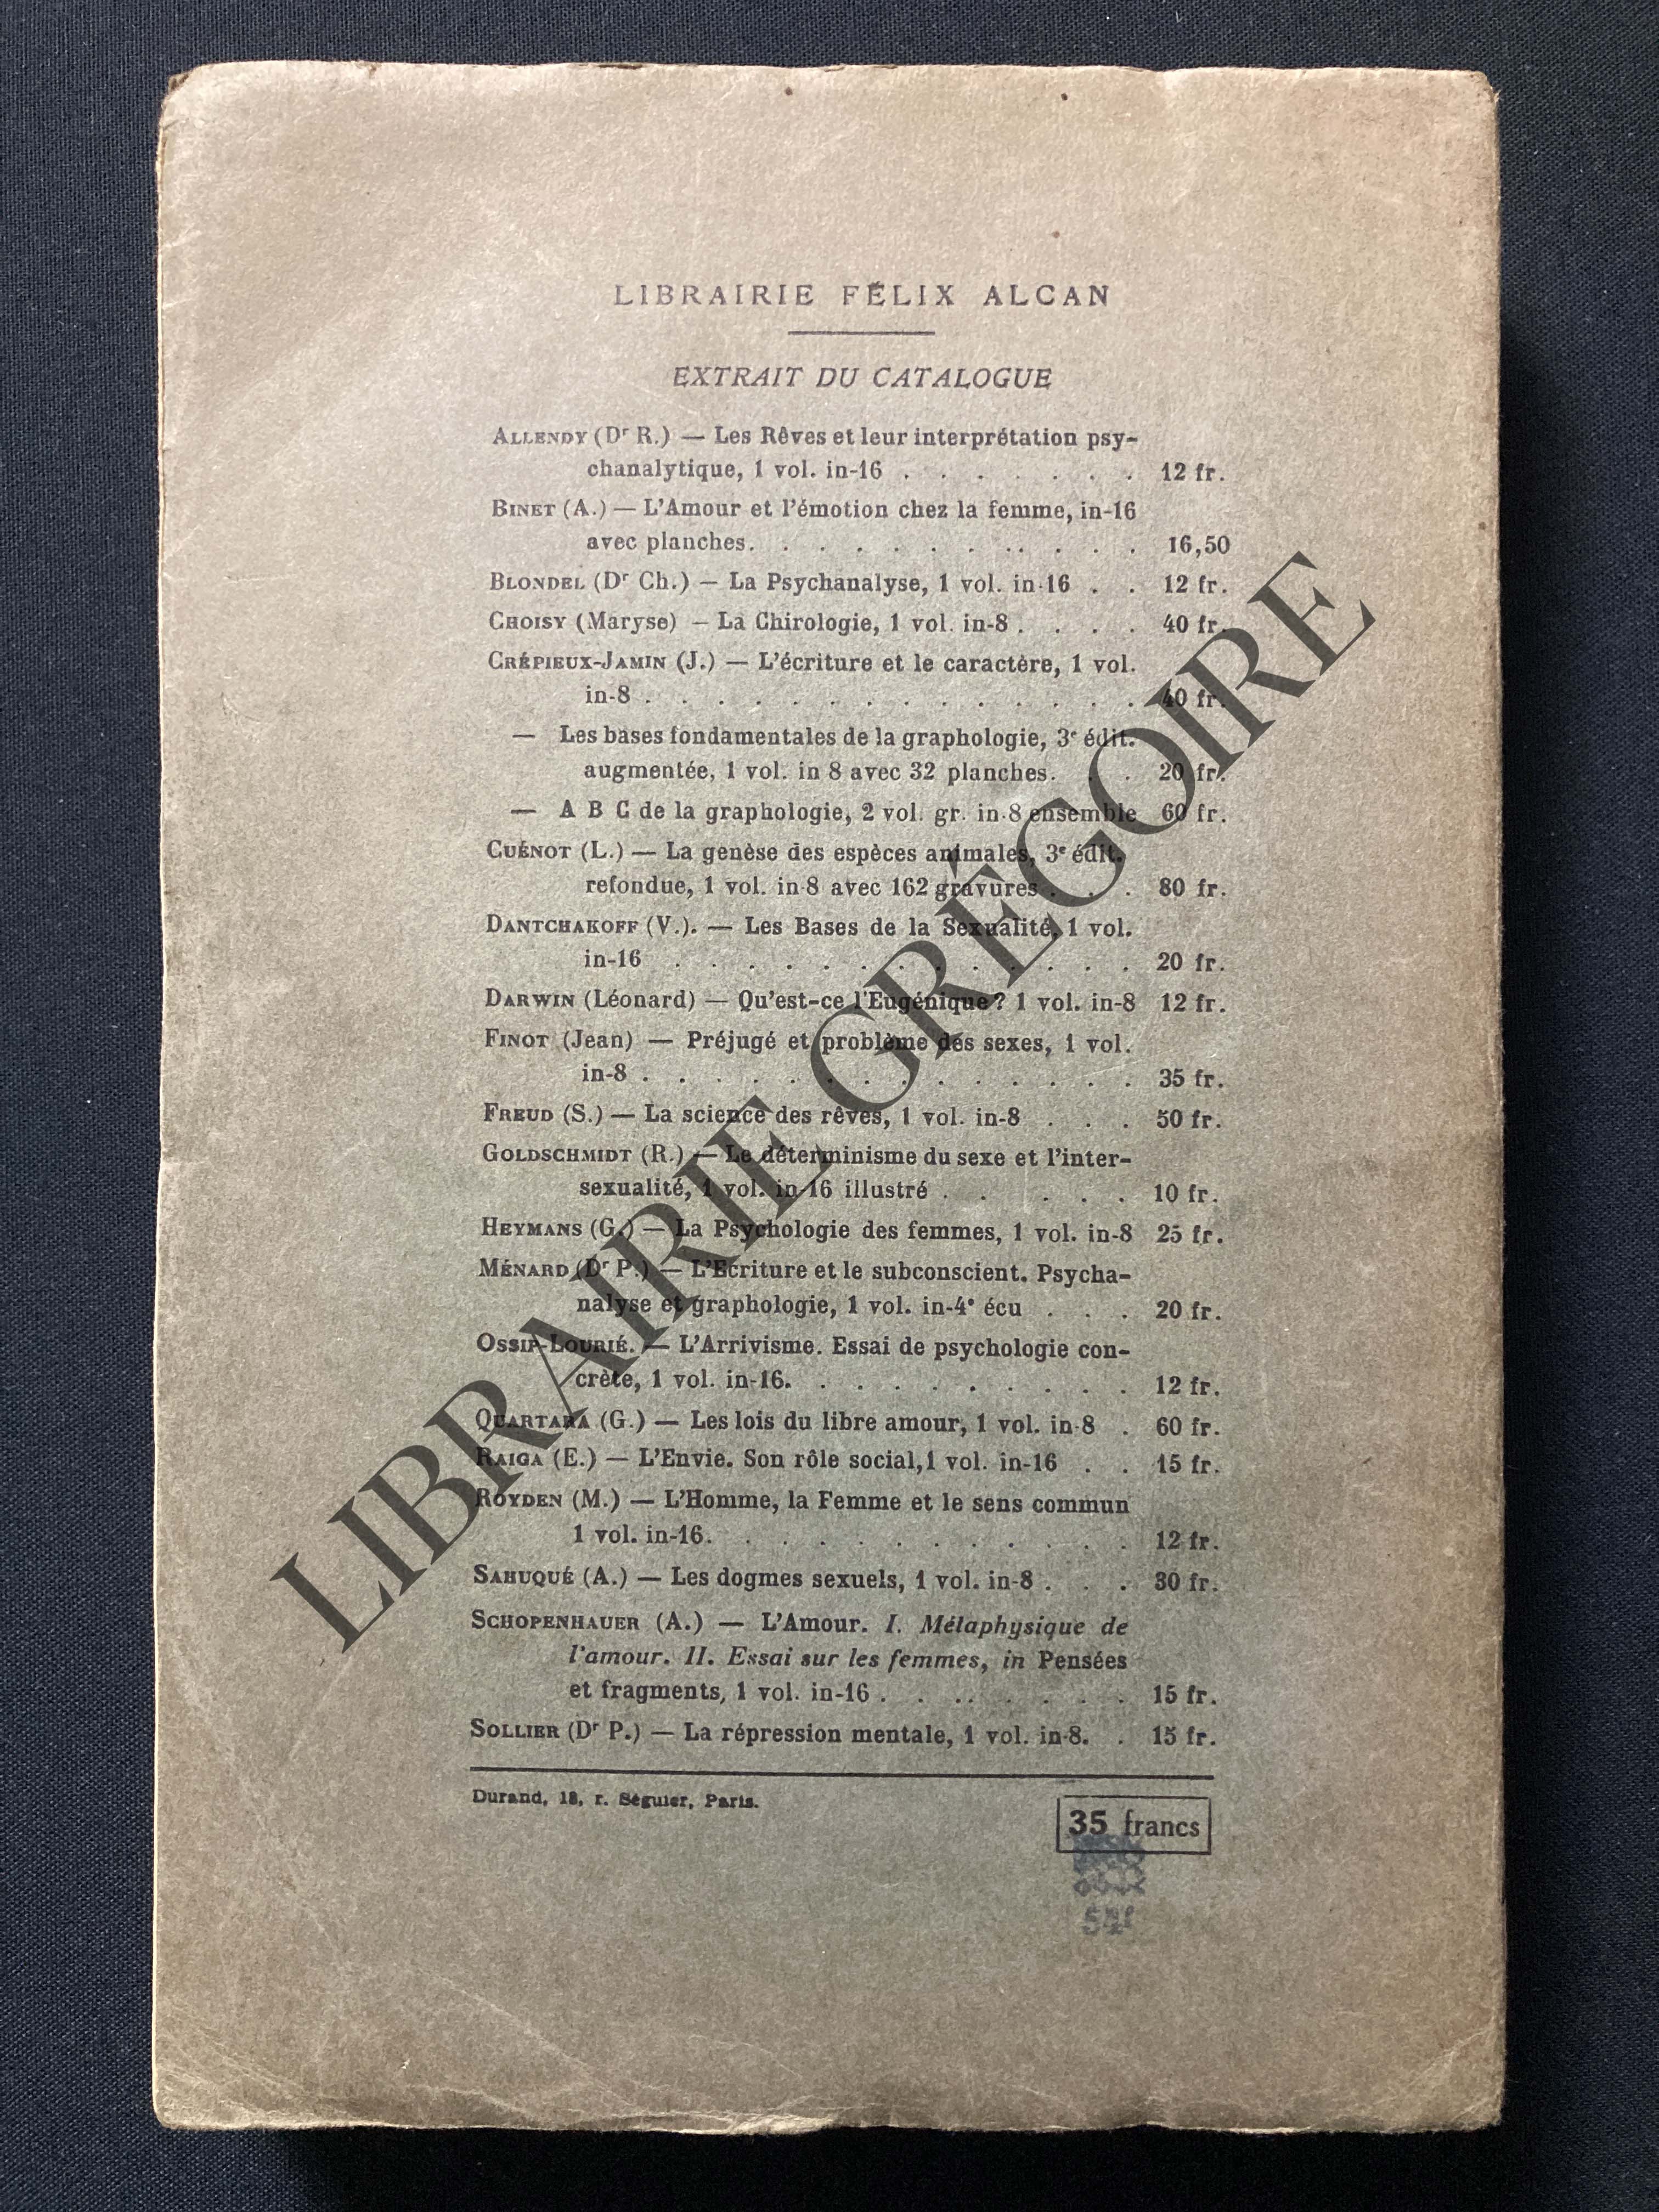 LIBRAIRIE FÉLIX ALCAN
EXTRAIT DU CATALOGUE
ALLENDY (Dr R.) — Les Rêves et leur interprétation psy-
chanalytique, 1 vol. in-16 . . . . . . . 12 fr.
BINET (A.) — L'Amour et l'émotion chez la femme, in-16
avec planches. . . . . . . . . . . . 16,50
BLONDEL (Dr Ch.) — La Psychanalyse, 1 vol. in-16 . . 12 fr.
CHOISY (Maryse) — La Chirologie, 1 vol. in-8 . . . . 40 fr.
CRÉPIEUX-JAMIN (J.) — L'écriture et le caractère, 1 vol.
in-8 . . . . . . . . . . . . . . 40 fr.
— Les bases fondamentales de la graphologie, 3e édit.
augmentée, 1 vol. in 8 avec 32 planches. . . 20 fr.
— A B C de la graphologie, 2 vol. gr. in-8 ensemble 60 fr.
CUÉNOT (L.) — La genèse des espèces animales, 3e édit.
refondue, 1 vol. in-8 avec 162 gravures . . . 80 fr.
DANTCHAKOFF (V.). — Les Bases de la Sexualité, 1 vol.
in-16 . . . . . . . . . . . . . 20 fr.
DARWIN (Léonard) — Qu'est-ce l'Eugénique ? 1 vol. in-8 12 fr.
FINOT (Jean) — Préjugé et problème des sexes, 1 vol.
in-8 . . . . . . . . . . . . . . 35 fr.
FREUD (S.) — La science des rêves, 1 vol. in-8 . . . 50 fr.
GOLDSCHMIDT (R.) — Le déterminisme du sexe et l'inter-
sexualité, 1 vol. in-16 illustré . . . . . 10 fr.
HEYMANS (G.) — La Psychologie des femmes, 1 vol. in-8 25 fr.
MÉNARD (Dr P.) — L'Ecriture et le subconscient. Psycha-
nalyse et graphologie, 1 vol. in-4° écu . . . 20 fr.
OSSIP-LOURIÉ. — L'Arrivisme. Essai de psychologie con-
crète, 1 vol. in-16. . . . . . . . . . 12 fr.
QUARTARA (G.) — Les lois du libre amour, 1 vol. in-8 . 60 fr.
RAIGA (E.) — L'Envie. Son rôle social, 1 vol. in-16 . . 15 fr.
ROYDEN (M.) — L'Homme, la Femme et le sens commun
1 vol. in-16. . . . . . . . . . . . 12 fr.
SAHUQUÉ (A.) — Les dogmes sexuels, 1 vol. in-8 . . . 30 fr.
SCHOPENHAUER (A.) — L'Amour. I. Métaphysique de
l'amour. II. Essai sur les femmes, in Pensées
et fragments, 1 vol. in-16 . . . . . . . . 15 fr.
SOLLIER (Dr P.) — La répression mentale, 1 vol. in-8. . 15 fr.
Durand, 18, r. Séguier, Paris.
35 francs
LIBRAIRIE GRÉGOIRE